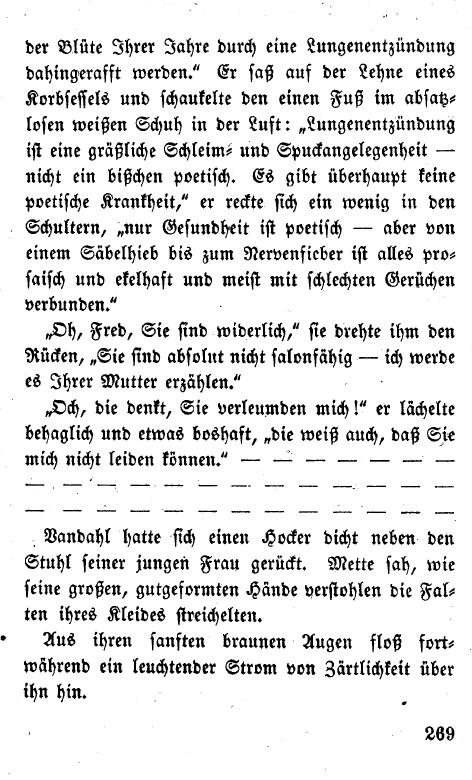 der Blüte Ihrer Jahre durch eine Lungenentzündung
dahingerafft werden.“ Er saß auf der Lehne eines
Korbsessels und schaukelte den einen Fuß im absatz-
losen weißen Schuh in der Luft: „Lungenentzündung
ist eine gräßliche Schleim- und Spuckangelegenheit —
nicht ein bißchen poetisch. Es gibt überhaupt keine
poetische Krankheit,“ er reckte sich ein wenig in den
Schultern, „nur Gesundheit ist poetisch — aber von
einem Säbelhieb bis zum Nervenfieber ist alles pro-
saisch und ekelhaft und meist mit schlechten Gerüchen
verbunden.“
„Oh, Fred, Sie sind widerlich,“ sie drehte ihm den
Rücken, „Sie sind absolut nicht salonfähig — ich werde
es Ihrer Mutter erzählen.“
„Och, die denkt, Sie verleumden mich!“ er lächelte
behaglich und etwas boshaft, „die weiß auch, daß Sie
mich nicht leiden können.“ — — — — — — — —
— — — — — — — — — — — — — — — —
— — — — — — — — — — — — — — — —
Vandahl hatte sich einen Hocker dicht neben den
Stuhl seiner jungen Frau gerückt. Mette sah, wie
seine großen, gutgeformten Hände verstohlen die Fal-
ten ihres Kleides streichelten.
Aus ihren sanften braunen Augen floß fort-
während ein leuchtender Strom von Zärtlichkeit über
ihn hin.
269